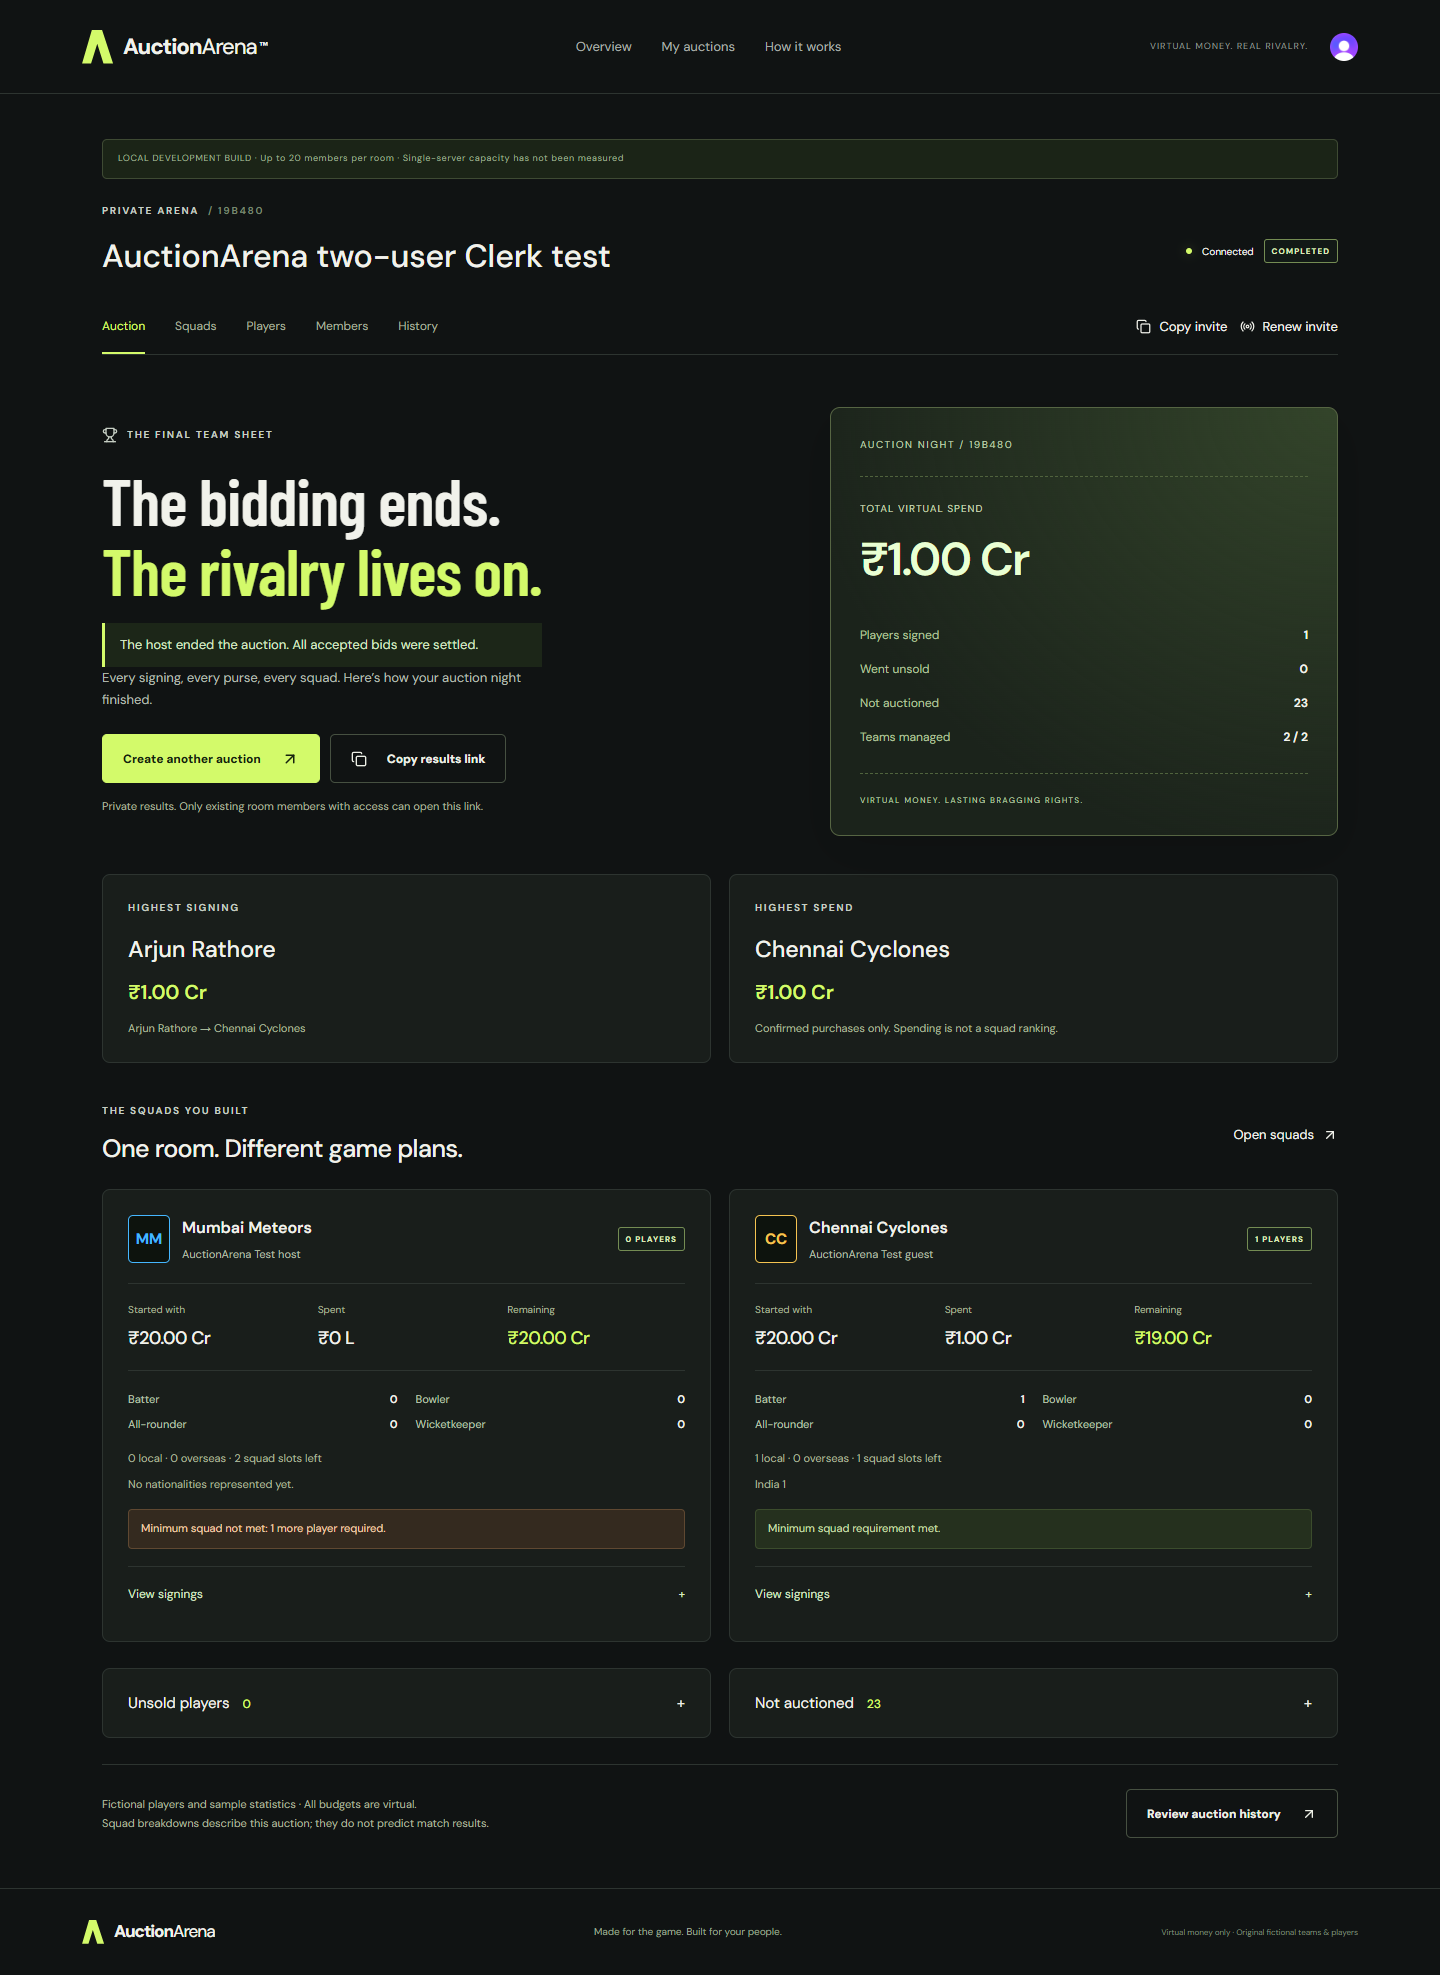 AuctionArena™
Overview My auctions How it works
VIRTUAL MONEY. REAL RIVALRY.
LOCAL DEVELOPMENT BUILD · Up to 20 members per room · Single-server capacity has not been measured
PRIVATE ARENA / 19B480
AuctionArena two-user Clerk test
Connected COMPLETED
Auction Squads Players Members History
Copy invite Renew invite
THE FINAL TEAM SHEET
The bidding ends.
The rivalry lives on.
The host ended the auction. All accepted bids were settled.
Every signing, every purse, every squad. Here's how your auction night
finished.
Create another auction
Copy results link
Private results. Only existing room members with access can open this link.
AUCTION NIGHT / 19B480
TOTAL VIRTUAL SPEND
₹1.00 Cr
Players signed 1
Went unsold 0
Not auctioned 23
Teams managed 2 / 2
VIRTUAL MONEY. LASTING BRAGGING RIGHTS.
HIGHEST SIGNING
Arjun Rathore
₹1.00 Cr
Arjun Rathore → Chennai Cyclones
HIGHEST SPEND
Chennai Cyclones
₹1.00 Cr
Confirmed purchases only. Spending is not a squad ranking.
THE SQUADS YOU BUILT
One room. Different game plans.
Open squads
MM
Mumbai Meteors
AuctionArena Test host
0 PLAYERS
Started with Spent Remaining
₹20.00 Cr ₹0 L ₹20.00 Cr
Batter 0 Bowler 0
All-rounder 0 Wicketkeeper 0
0 local · 0 overseas · 2 squad slots left
No nationalities represented yet.
Minimum squad not met: 1 more player required.
View signings +
CC
Chennai Cyclones
AuctionArena Test guest
1 PLAYERS
Started with Spent Remaining
₹20.00 Cr ₹1.00 Cr ₹19.00 Cr
Batter 1 Bowler 0
All-rounder 0 Wicketkeeper 0
1 local · 0 overseas · 1 squad slots left
India 1
Minimum squad requirement met.
View signings +
Unsold players 0 +
Not auctioned 23 +
Fictional players and sample statistics · All budgets are virtual.
Squad breakdowns describe this auction; they do not predict match results.
Review auction history
AuctionArena
Made for the game. Built for your people.
Virtual money only · Original fictional teams & players